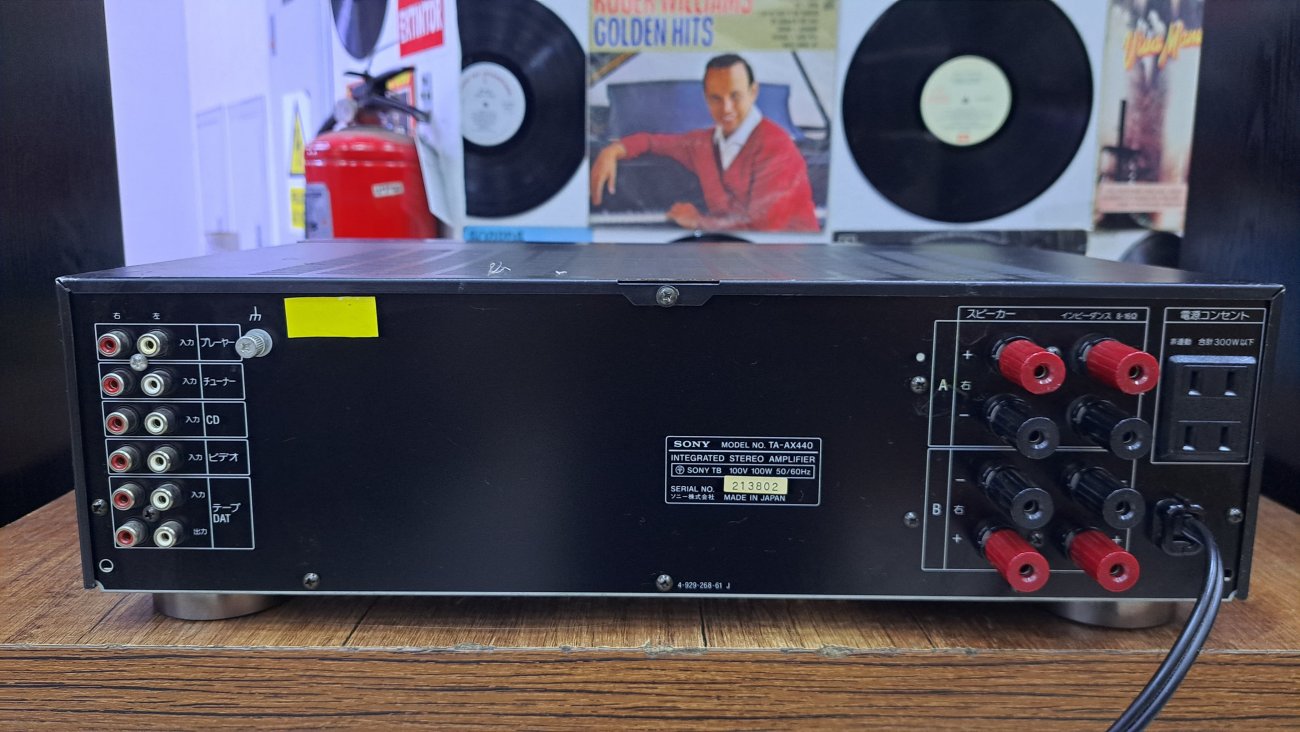 EKTINTOR
ROGER WILLIAMS
GOLDEN HITS
右 左
入力 プレーヤー
入力 チューナー
入力 CD
入力 ビデオ
入力
テープ
DAT
出力
SONY MODEL NO. TA-AX440
INTEGRATED STEREO AMPLIFIER
SONY TB 100V 100W 50/60Hz
SERIAL NO. 213802
ソニー株式会社 MADE IN JAPAN
4-929-268-61 J
スピーカー インピーダンス 8-16Ω
+
A 右
−
−
B 右
+ +
電源コンセント
非連動 合計300W以下